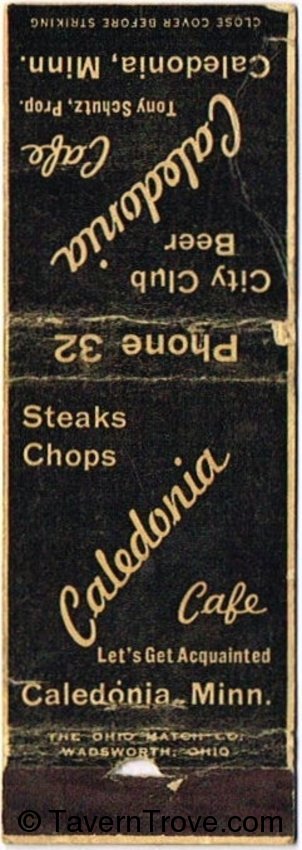 CLOSE COVER BEFORE STRIKING
Caledonia, Minn.
Tony Schutz, Prop.
Caledonia
Cafe
City Club
Beer
Phone 32
Steaks
Chops
Caledonia
Cafe
Let's Get Acquainted
Caledonia, Minn.
THE OHIO MATCH CO.
WADSWORTH, OHIO
© TavernTrove.com